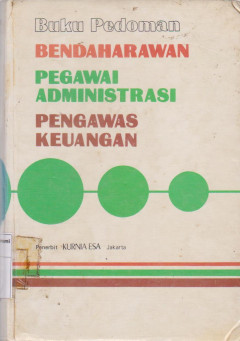 Buku Pedoman
BENDAHARAWAN
PEGAWAI
ADMINISTRASI
PENGAWAS
KEUANGAN
Penerbit KURNIA ESA Jakarta